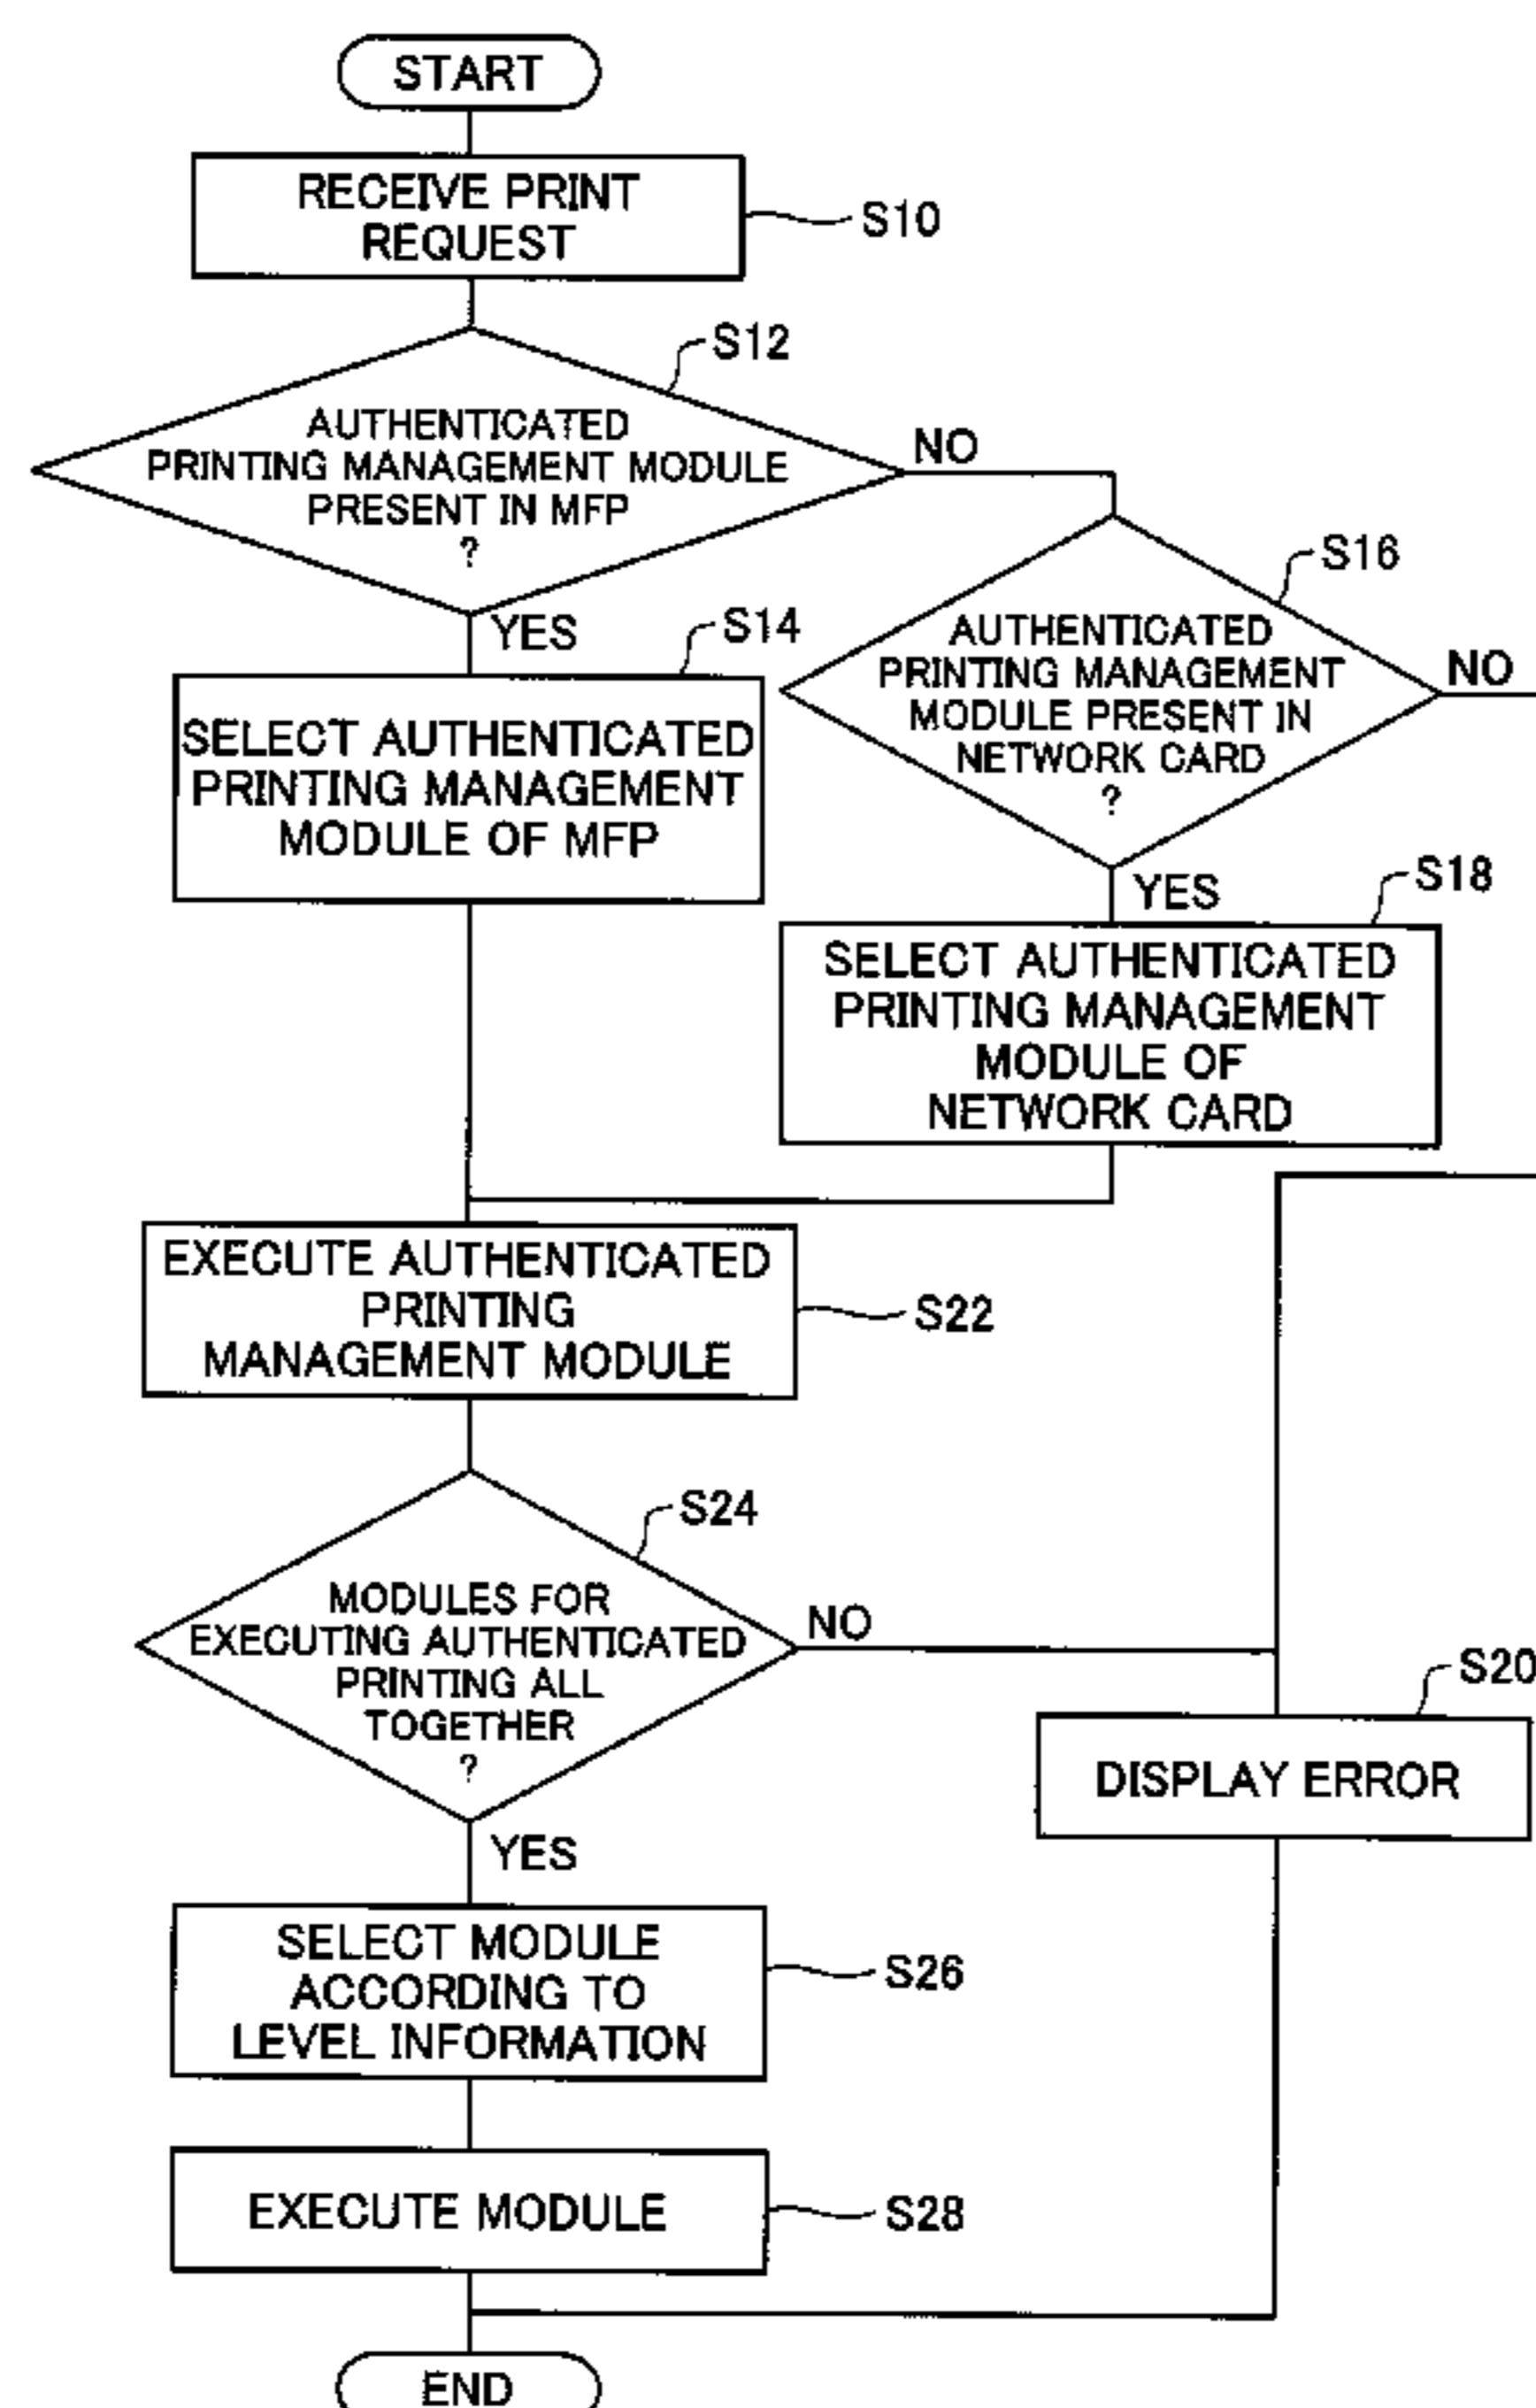 START
RECEIVE PRINT
REQUEST
S10
S12
AUTHENTICATED
PRINTING MANAGEMENT MODULE
PRESENT IN MFP
?
NO
YES
S14
SELECT AUTHENTICATED
PRINTING MANAGEMENT
MODULE OF MFP
S16
AUTHENTICATED
PRINTING MANAGEMENT
MODULE PRESENT IN
NETWORK CARD
?
NO
YES
S18
SELECT AUTHENTICATED
PRINTING MANAGEMENT
MODULE OF
NETWORK CARD
EXECUTE AUTHENTICATED
PRINTING
MANAGEMENT MODULE
S22
S24
MODULES FOR
EXECUTING AUTHENTICATED
PRINTING ALL
TOGETHER
?
NO
YES
S20
DISPLAY ERROR
SELECT MODULE
ACCORDING TO
LEVEL INFORMATION
S26
EXECUTE MODULE
S28
END